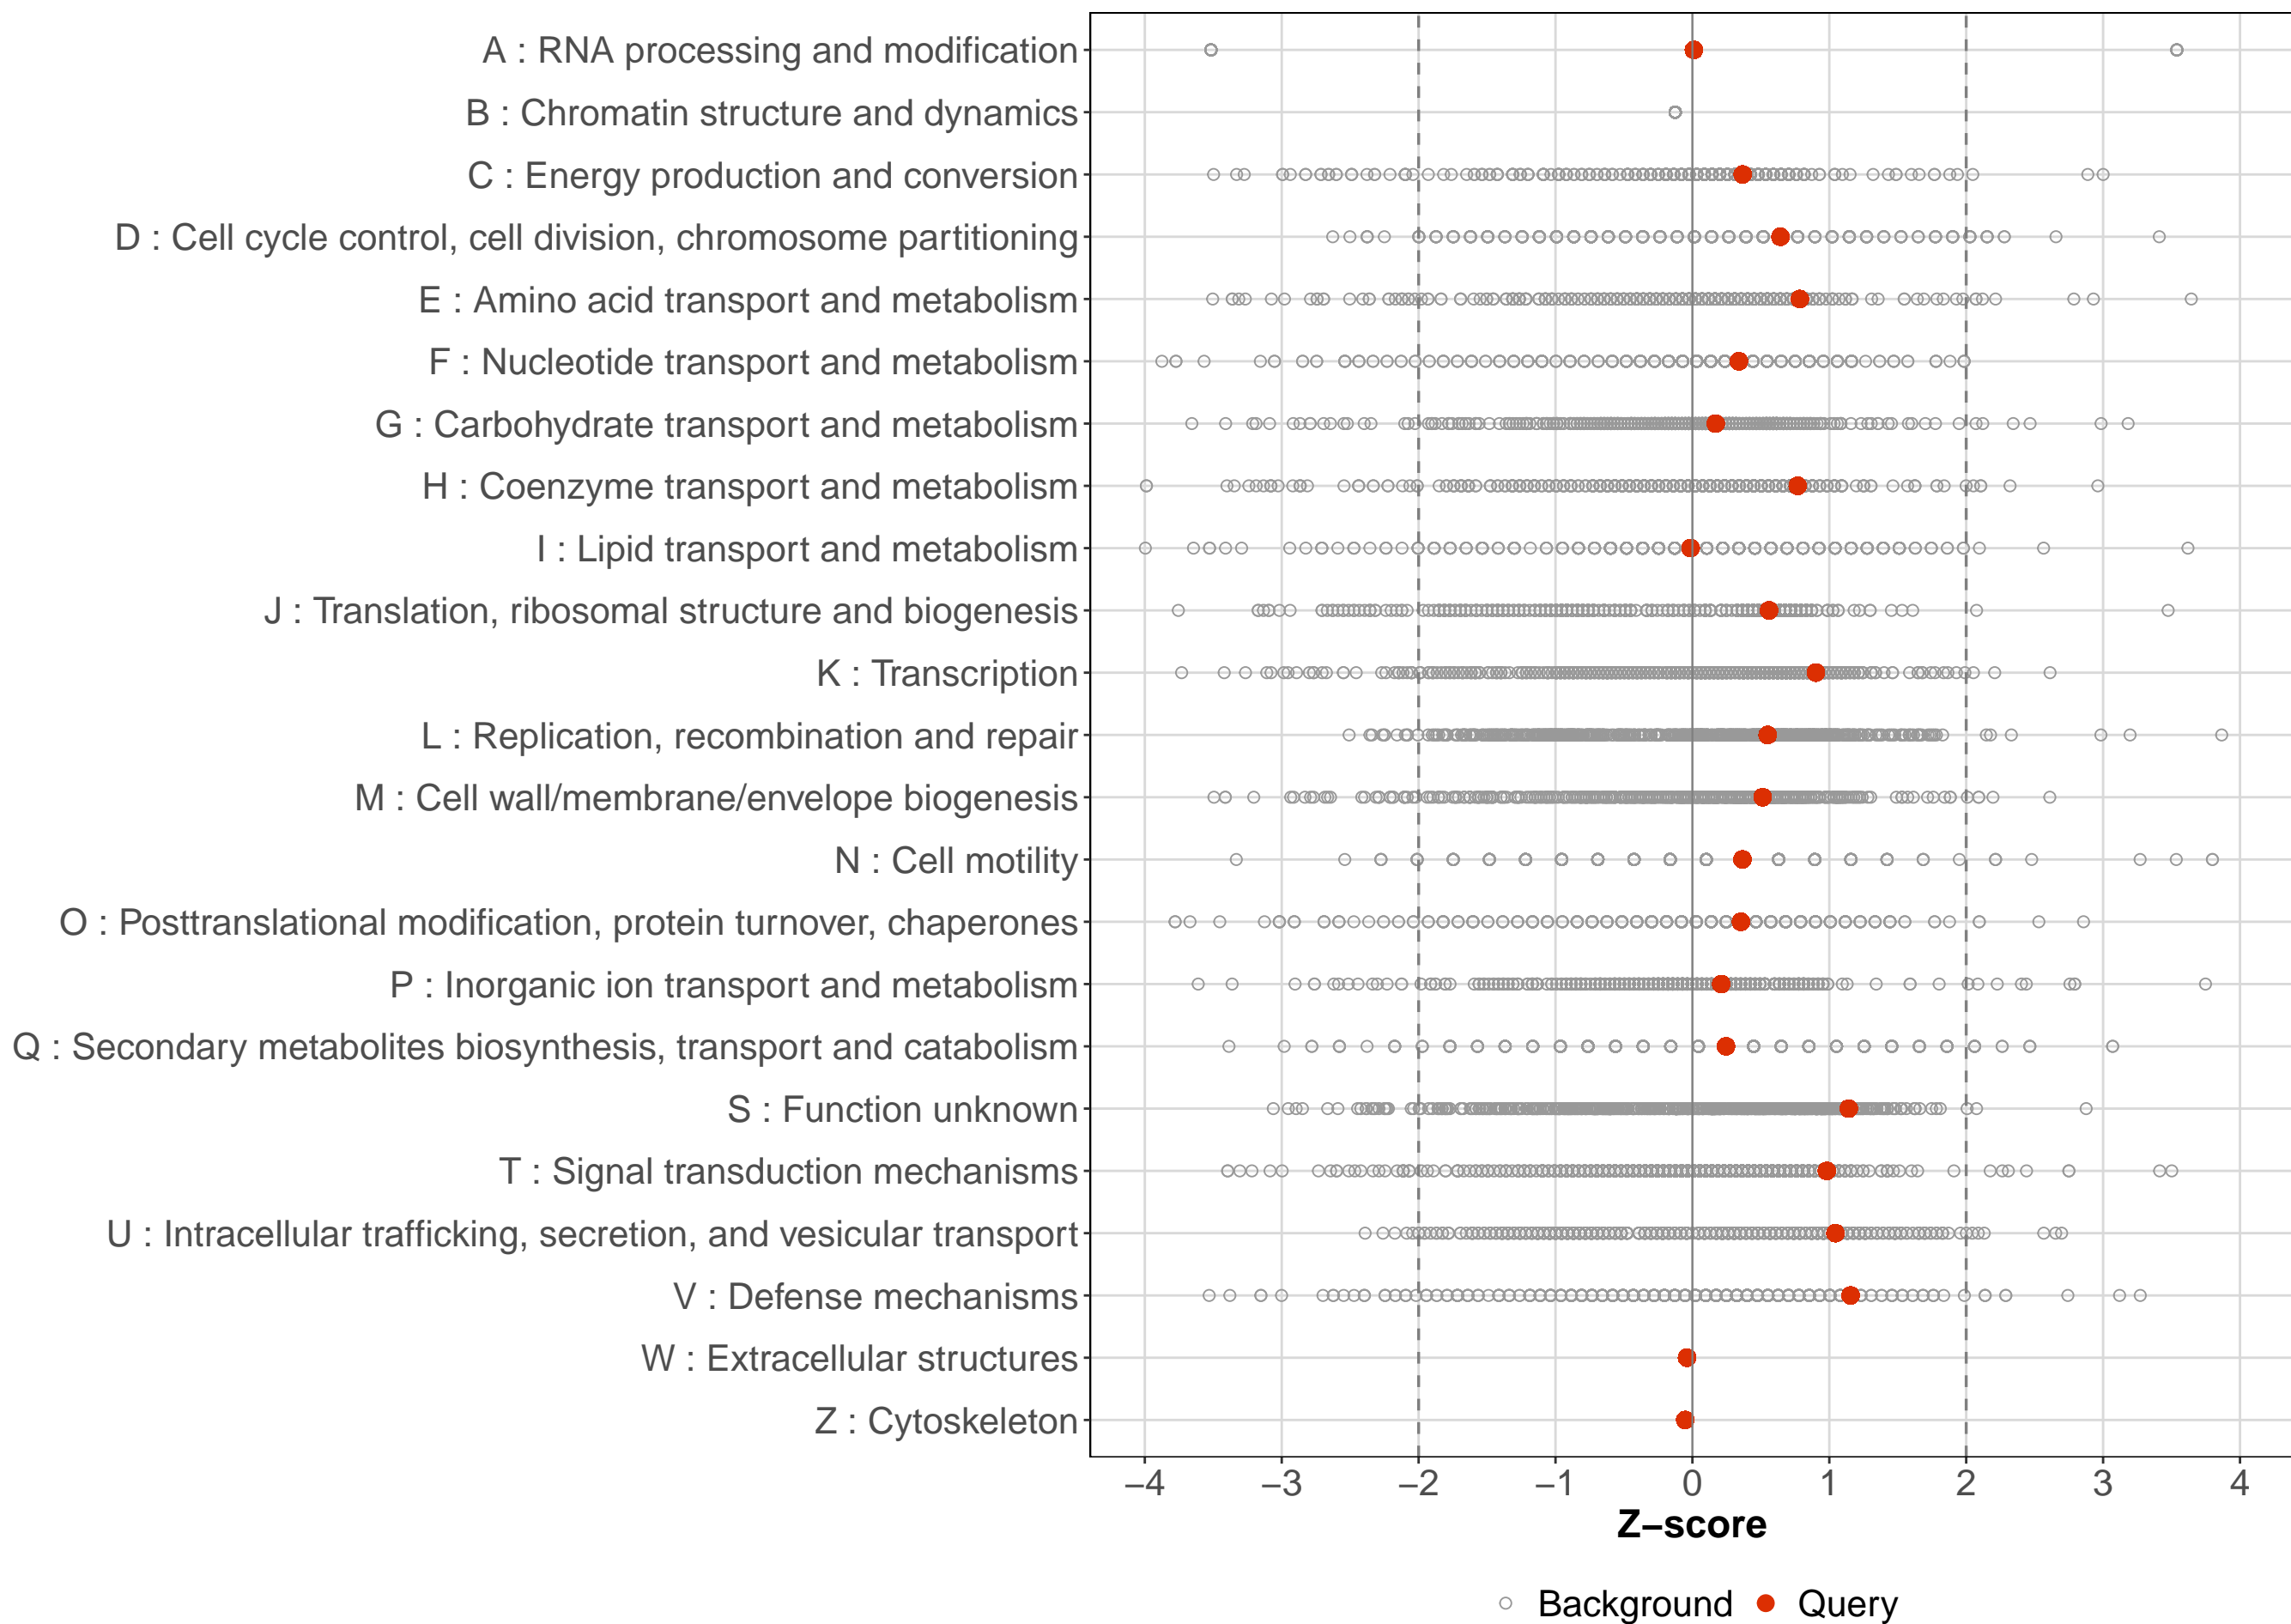 A : RNA processing and modification
B : Chromatin structure and dynamics
C : Energy production and conversion
D : Cell cycle control, cell division, chromosome partitioning
E : Amino acid transport and metabolism
F : Nucleotide transport and metabolism
G : Carbohydrate transport and metabolism
H : Coenzyme transport and metabolism
I : Lipid transport and metabolism
J : Translation, ribosomal structure and biogenesis
K : Transcription
L : Replication, recombination and repair
M : Cell wall/membrane/envelope biogenesis
N : Cell motility
O : Posttranslational modification, protein turnover, chaperones
P : Inorganic ion transport and metabolism
Q : Secondary metabolites biosynthesis, transport and catabolism
S : Function unknown
T : Signal transduction mechanisms
U : Intracellular trafficking, secretion, and vesicular transport
V : Defense mechanisms
W : Extracellular structures
Z : Cytoskeleton
−4 −3 −2 −1 0 1 2 3 4
Z−score
Background Query